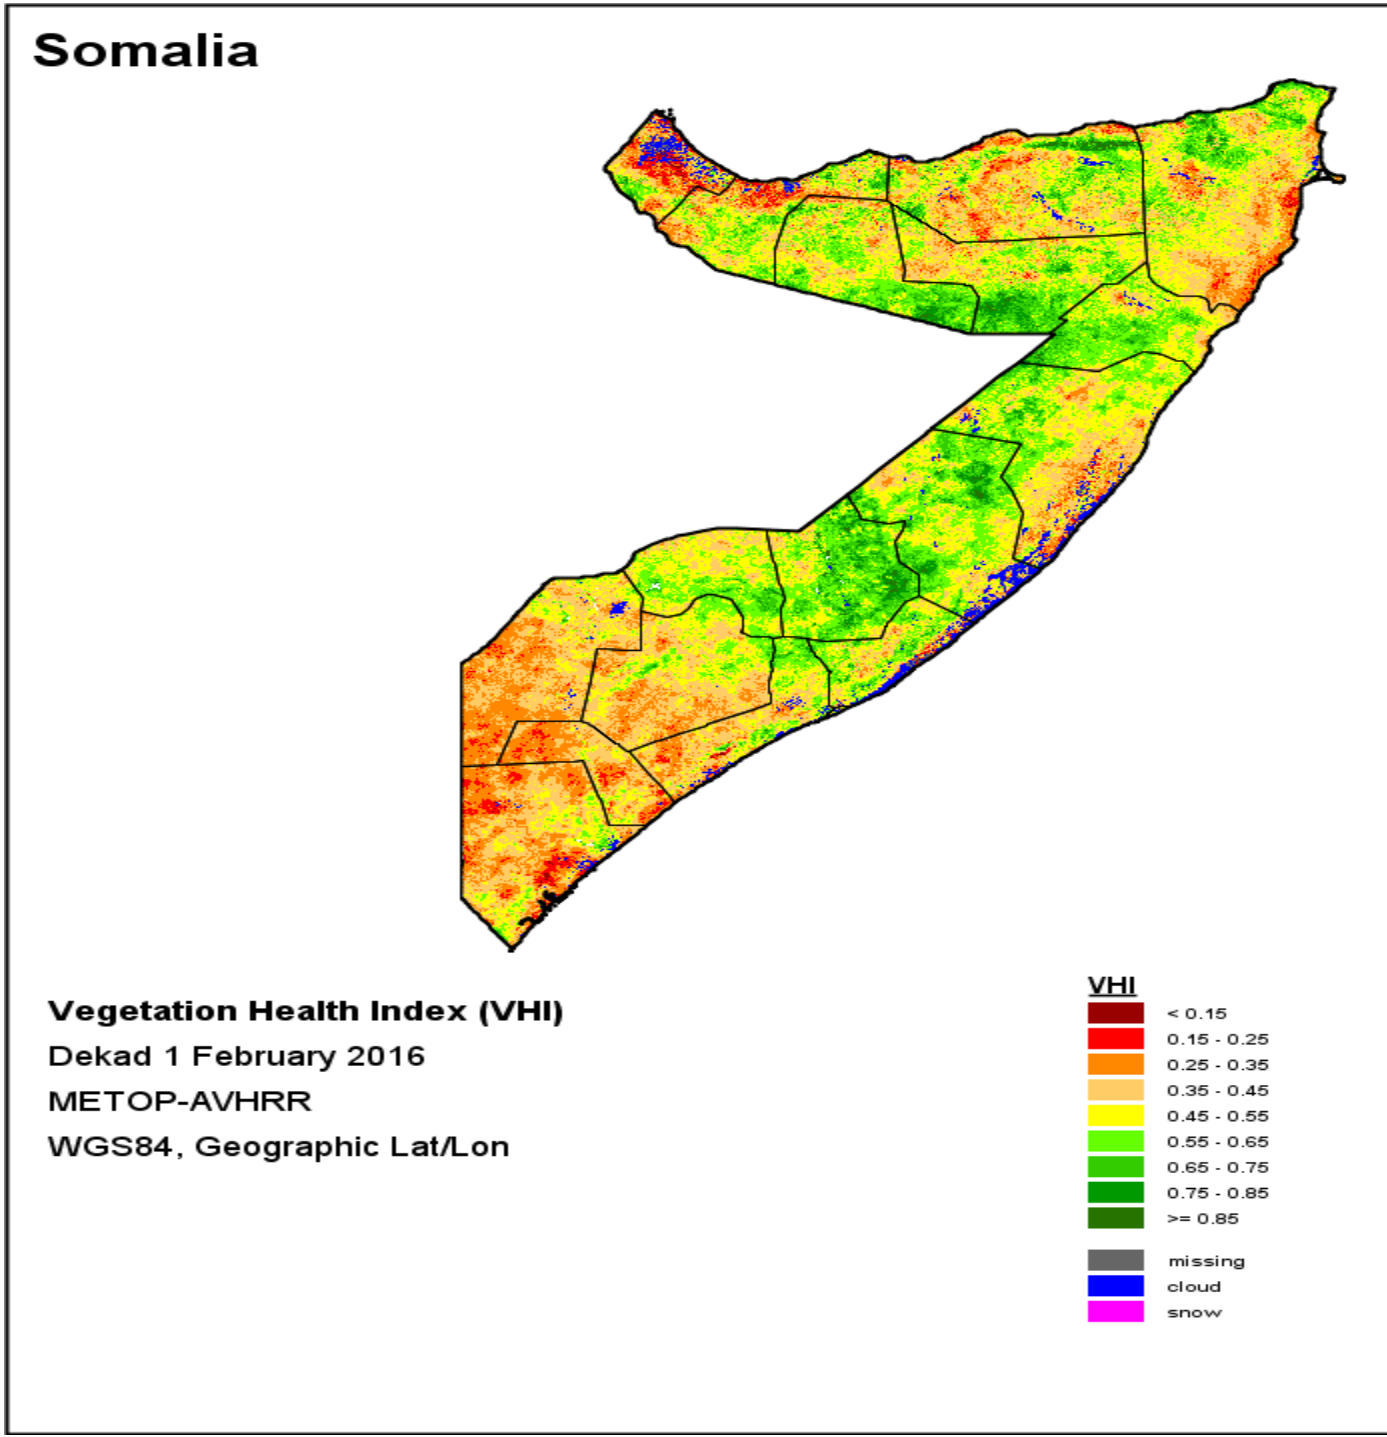 Somalia
Vegetation Health Index (VHI)
Dekad 1 February 2016
METOP-AVHRR
WGS84, Geographic Lat/Lon
VHI
< 0.15
0.15 - 0.25
0.25 - 0.35
0.35 - 0.45
0.45 - 0.55
0.55 - 0.65
0.65 - 0.75
0.75 - 0.85
>= 0.85
missing
cloud
snow